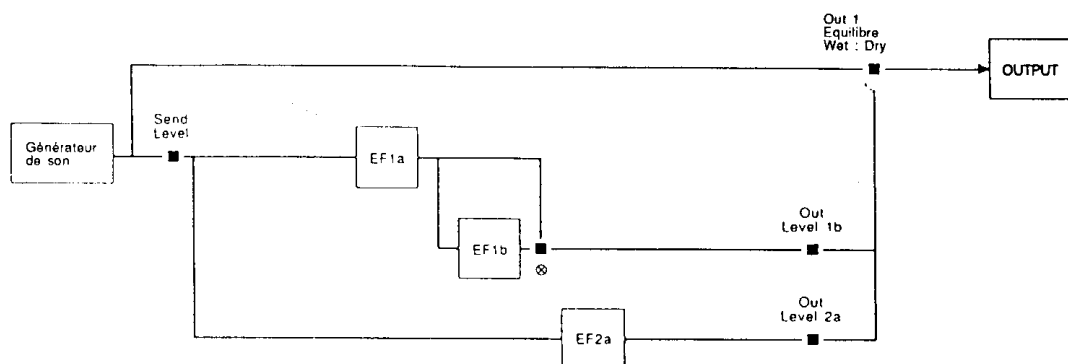 Out 1
Equilibre
Wet : Dry
OUTPUT
Send
Level
Générateur
de son
EF1a
EF1b
Out
Level 1b
Out
Level 2a
EF2a